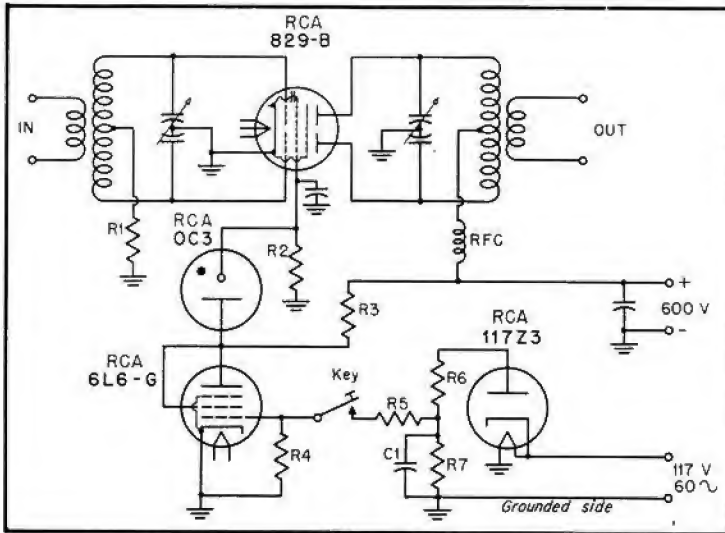 RCA
829-B
IN
OUT
R1
RCA
0C3
R2
RFC
R3
+
600 V
-
RCA
117Z3
RCA
6L6-G
Key
R6
R5
R4
C1
R7
117 V
60~
Grounded side